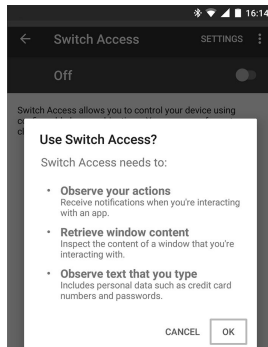 16:14
Switch Access SETTINGS
Off
Switch Access allows you to control your device using
Use Switch Access?
Switch Access needs to:
• Observe your actions
Receive notifications when you're interacting
with an app.
• Retrieve window content
Inspect the content of a window that you're
interacting with.
• Observe text that you type
Includes personal data such as credit card
numbers and passwords.
CANCEL OK